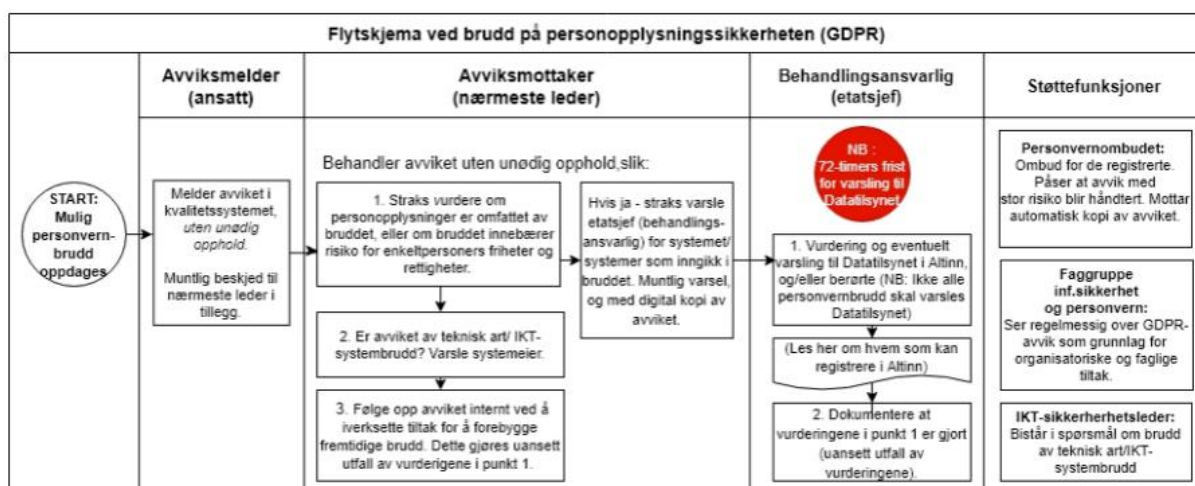 Flytskjema ved brudd på personopplysningssikkerheten (GDPR)
Avviksmelder
(ansatt)
Avviksmottaker
(nærmeste leder)
Behandlingsansvarlig
(etatsjef)
Støttefunksjoner
START:
Mulig
personvern-
brudd
oppdages
Melder avviket i
kvalitetssystemet,
uten unødig
opphold.
Muntlig beskjed til
nærmeste leder i
tillegg.
Behandler avviket uten unødig opphold,slik:
1. Straks vurdere om
personopplysninger er omfattet av
bruddet, eller om bruddet innebærer
risiko for enkeltpersoners friheter og
rettigheter.
2. Er avviket av teknisk art/ IKT-
systembrudd? Varsle systemeier.
3. Følge opp avviket internt ved å
iverksette tiltak for å forebygge
fremtidige brudd. Dette gjøres uansett
utfall av vurderigene i punkt 1.
Hvis ja - straks varsle
etatsjef (behandlings-
ansvarlig) for systemet/
systemer som inngikk i
bruddet. Muntlig varsel,
og med digital kopi av
avviket.
NB :
72-timers frist
for varsling til
Datatilsynet
1. Vurdering og eventuelt
varsling til Datatilsynet i Altinn,
og/eller berørte (NB: Ikke alle
personvernbrudd skal varsles
Datatilsynet)
(Les her om hvem som kan
registrere i Altinn)
2. Dokumentere at
vurderingene i punkt 1 er gjort
(uansett utfall av
vurderingene).
Personvernombudet:
Ombud for de registrerte.
Påser at avvik med
stor risiko blir håndtert. Mottar
automatisk kopi av avviket.
Faggruppe
inf.sikkerhet
og personvern:
Ser regelmessig over GDPR-
avvik som grunnlag for
organisatoriske og faglige
tiltak.
IKT-sikkerherhetsleder:
Bistår i spørsmål om brudd
av teknisk art/IKT-
systembrudd